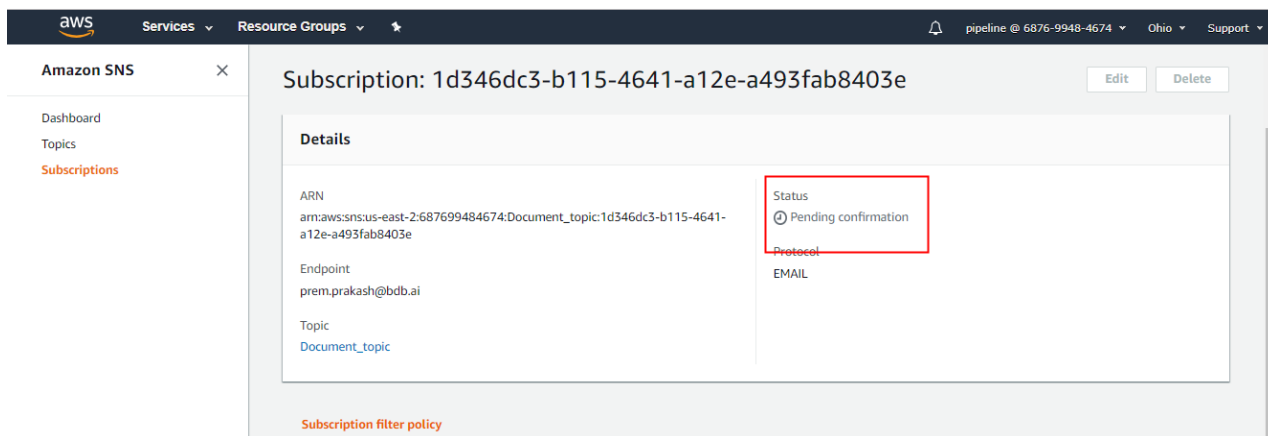 aws
Services
Resource Groups
pipeline @ 6876-9948-4674
Ohio
Support
Amazon SNS
Dashboard
Topics
Subscriptions
Subscription: 1d346dc3-b115-4641-a12e-a493fab8403e
Edit
Delete
Details
ARN
arn:aws:sns:us-east-2:687699484674:Document_topic:1d346dc3-b115-4641-
a12e-a493fab8403e
Endpoint
prem.prakash@bdb.ai
Topic
Document_topic
Status
Pending confirmation
Protocol
EMAIL
Subscription filter policy